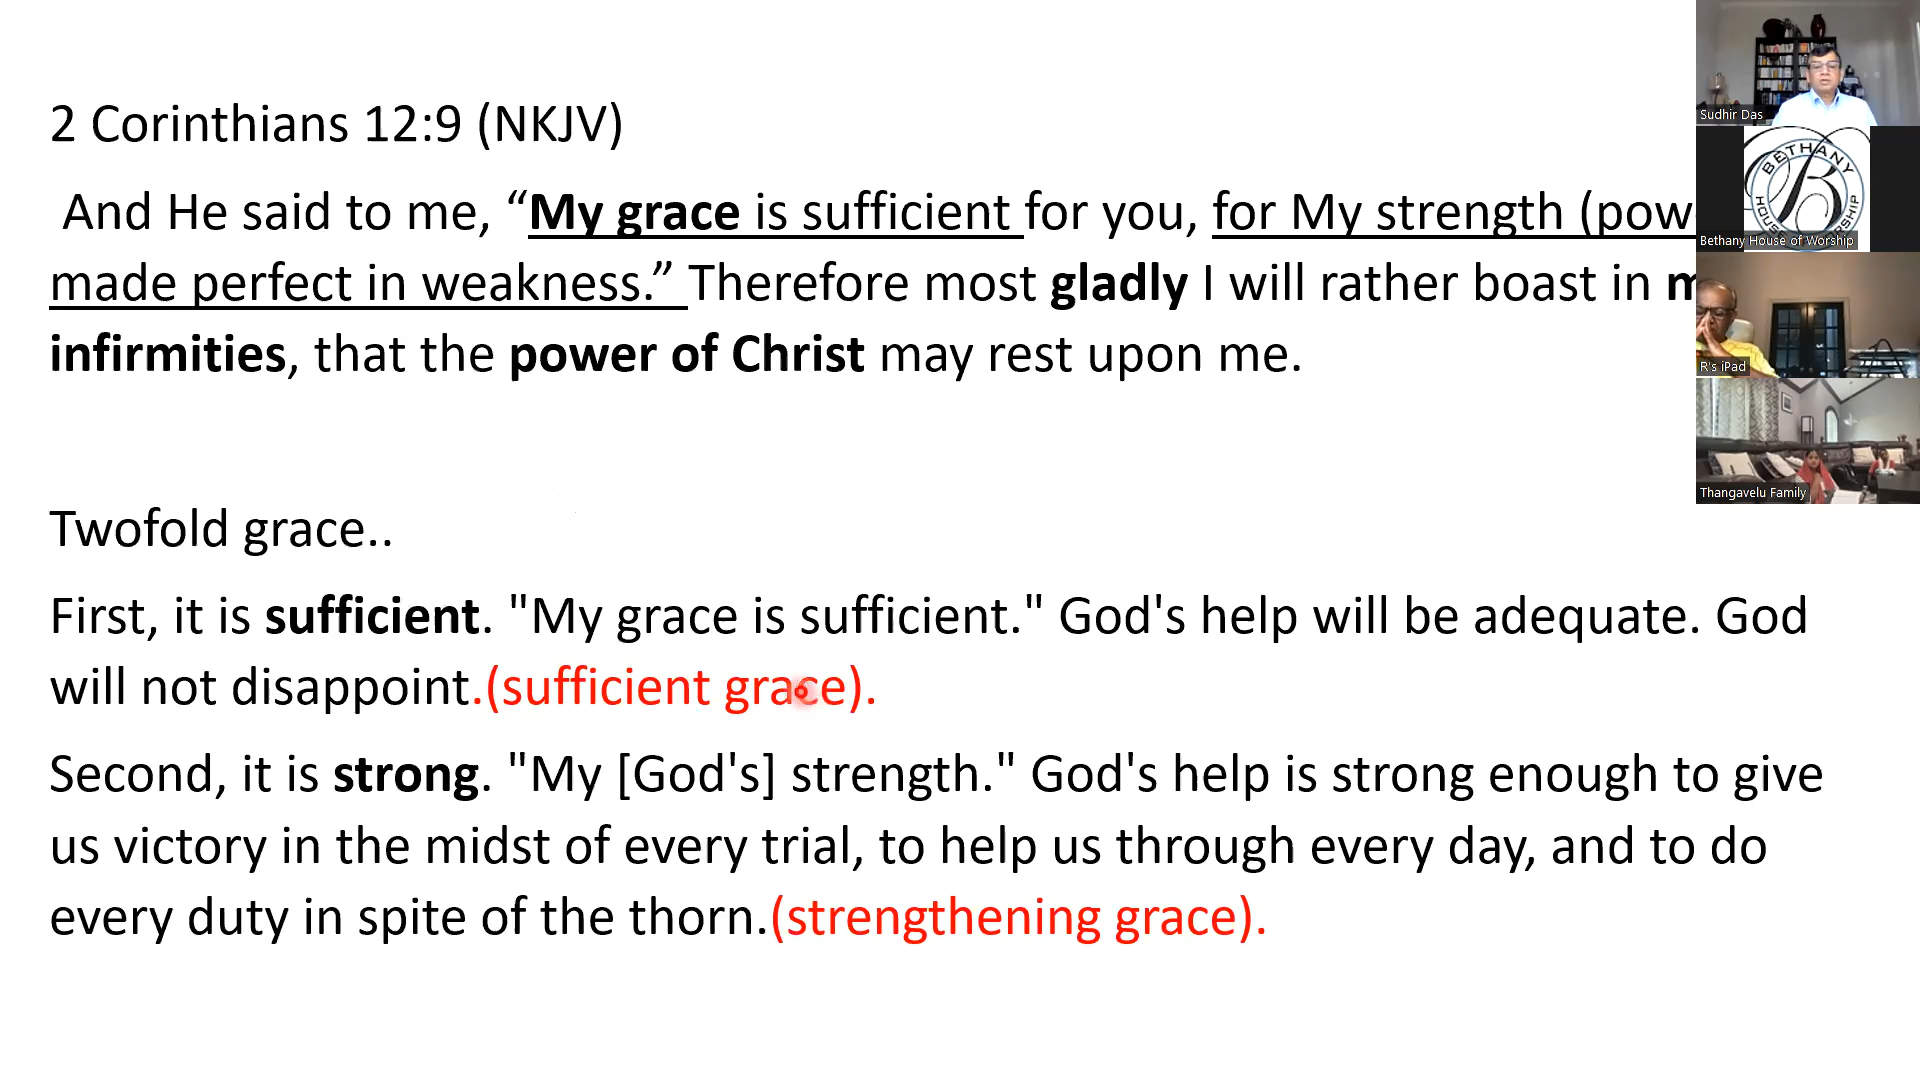 2 Corinthians 12:9 (NKJV)
And He said to me, “My grace is sufficient for you, for My strength
made perfect in weakness.” Therefore most gladly I will rather boast in
infirmities, that the power of Christ may rest upon me.
Twofold grace..
First, it is sufficient. "My grace is sufficient." God's help will be adequate. God
will not disappoint.(sufficient grace).
Second, it is strong. "My [God's] strength." God's help is strong enough to give
us victory in the midst of every trial, to help us through every day, and to do
every duty in spite of the thorn.(strengthening grace).
Sudhir Das
BETHANY
Bethany House of Worship
R's iPad
Thangavelu Family